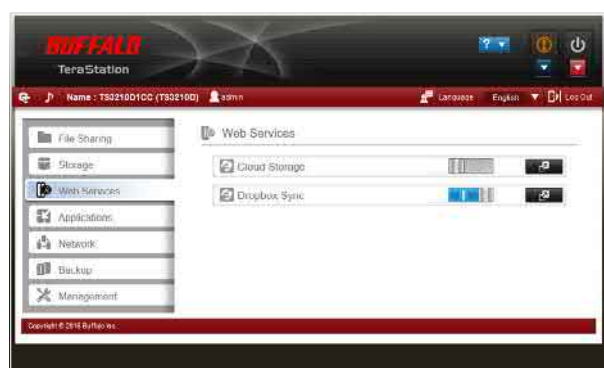 BUFFALO
TeraStation
?
Name : TS3210D1CC (TS3210D)
admin
Language English
Log Out
File Sharing
Storage
Web Services
Applications
Network
Backup
Management
Web Services
Cloud Storage
Dropbox Sync
Copyright © 2016 Buffalo Inc.